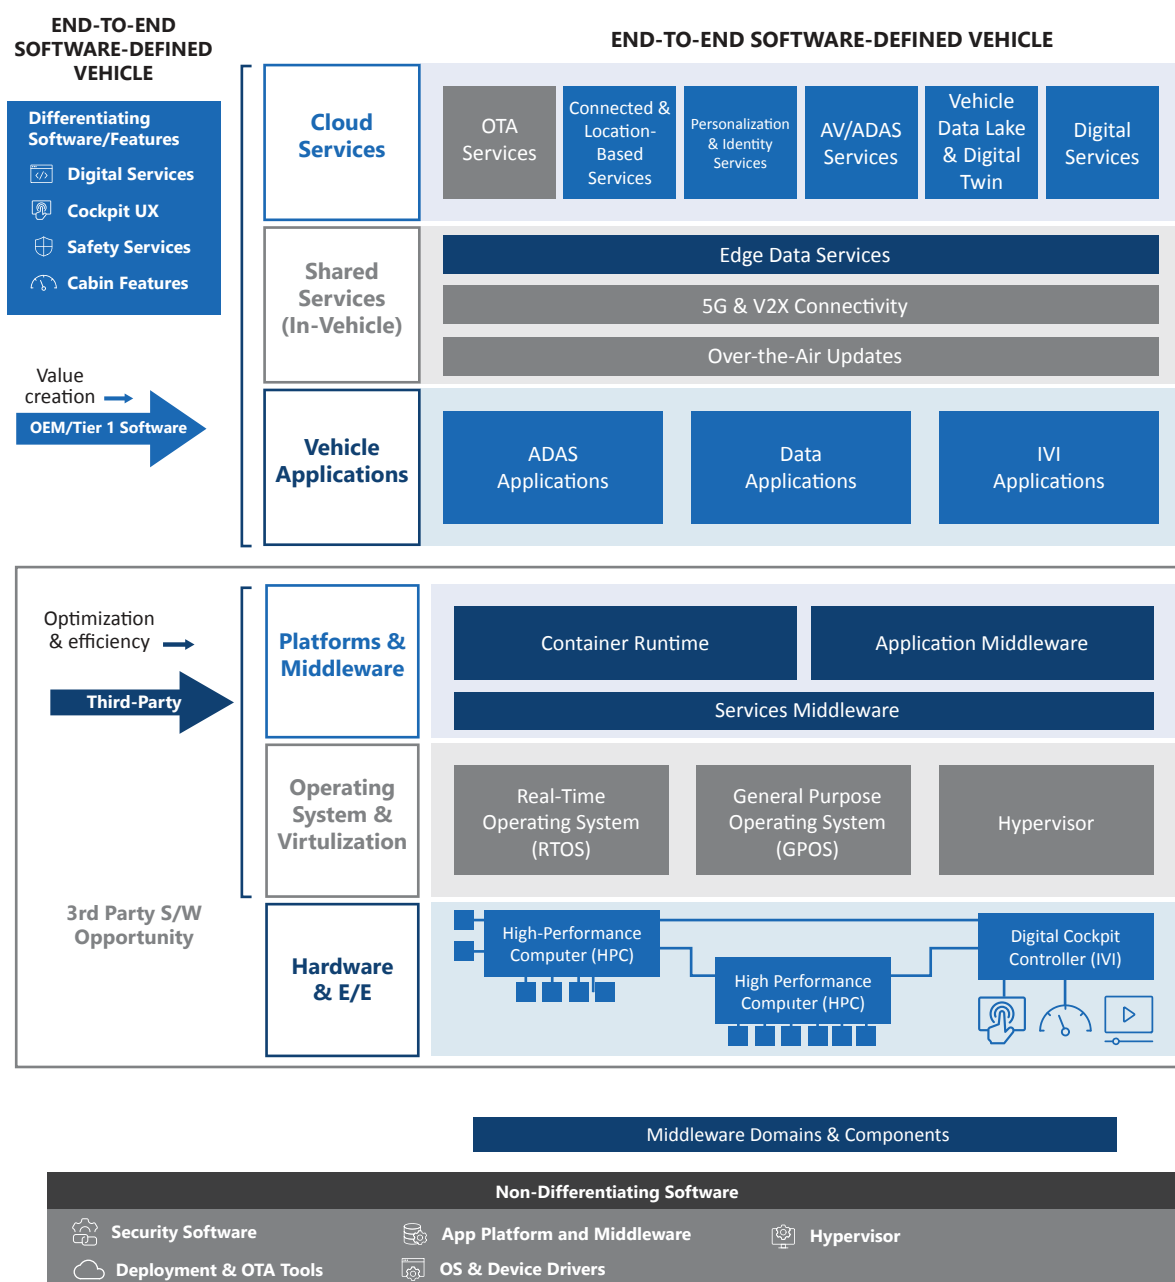 END-TO-END
SOFTWARE-DEFINED
VEHICLE
END-TO-END SOFTWARE-DEFINED VEHICLE
Differentiating
Software/Features
Digital Services
Cockpit UX
Safety Services
Cabin Features
Value
creation
OEM/Tier 1 Software
Cloud
Services
OTA
Services
Connected &
Location-
Based
Services
Personalization
& Identity
Services
AV/ADAS
Services
Vehicle
Data Lake
& Digital
Twin
Digital
Services
Shared
Services
(In-Vehicle)
Edge Data Services
5G & V2X Connectivity
Over-the-Air Updates
Vehicle
Applications
ADAS
Applications
Data
Applications
IVI
Applications
Optimization
& efficiency
Third-Party
Platforms &
Middleware
Container Runtime
Application Middleware
Services Middleware
Operating
System &
Virtulization
Real-Time
Operating System
(RTOS)
General Purpose
Operating System
(GPOS)
Hypervisor
3rd Party S/W
Opportunity
Hardware
& E/E
High-Performance
Computer (HPC)
High Performance
Computer (HPC)
Digital Cockpit
Controller (IVI)
Middleware Domains & Components
Non-Differentiating Software
Security Software
App Platform and Middleware
Hypervisor
Deployment & OTA Tools
OS & Device Drivers